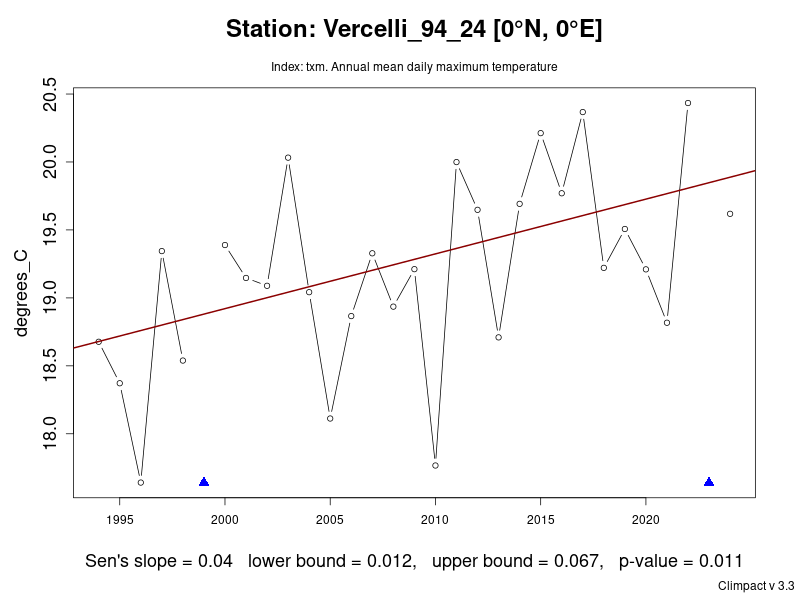 Station: Vercelli_94_24 [0°N, 0°E]
Index: txm. Annual mean daily maximum temperature
degrees_C
20.5
20.0
19.5
19.0
18.5
18.0
1995 2000 2005 2010 2015 2020
Sen's slope = 0.04 lower bound = 0.012, upper bound = 0.067, p-value = 0.011
Climpact v 3.3